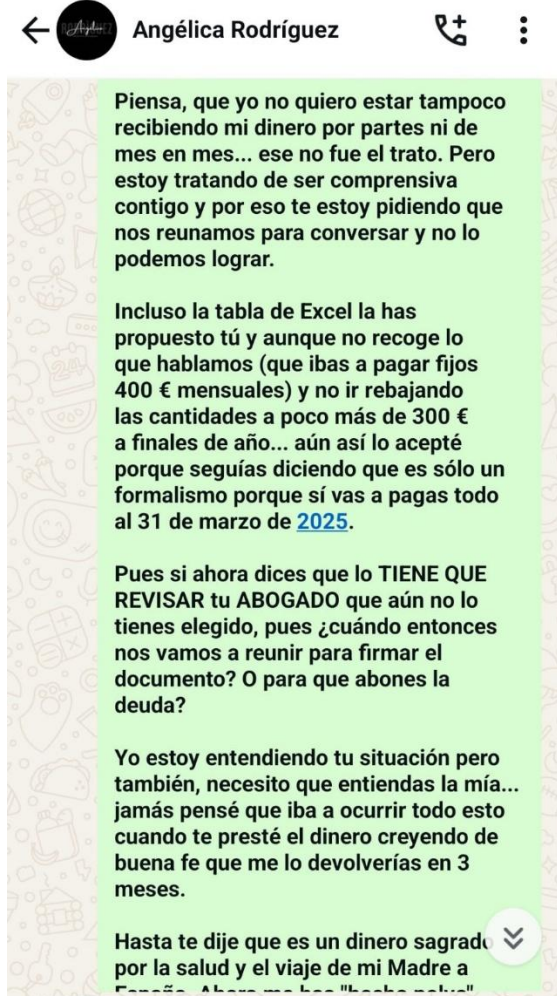 Angélica Rodríguez
Piensa, que yo no quiero estar tampoco
recibiendo mi dinero por partes ni de
mes en mes... ese no fue el trato. Pero
estoy tratando de ser comprensiva
contigo y por eso te estoy pidiendo que
nos reunamos para conversar y no lo
podemos lograr.
Incluso la tabla de Excel la has
propuesto tú y aunque no recoge lo
que hablamos (que ibas a pagar fijos
400 € mensuales) y no ir rebajando
las cantidades a poco más de 300 €
a finales de año... aún así lo acepté
porque seguías diciendo que es sólo un
formalismo porque sí vas a pagas todo
al 31 de marzo de 2025.
Pues si ahora dices que lo TIENE QUE
REVISAR tu ABOGADO que aún no lo
tienes elegido, pues ¿cuándo entonces
nos vamos a reunir para firmar el
documento? O para que abones la
deuda?
Yo estoy entendiendo tu situación pero
también, necesito que entiendas la mía...
jamás pensé que iba a ocurrir todo esto
cuando te presté el dinero creyendo de
buena fe que me lo devolverías en 3
meses.
Hasta te dije que es un dinero sagrado
por la salud y el viaje de mi Madre a
España. Ahora me has "hecho polvo"